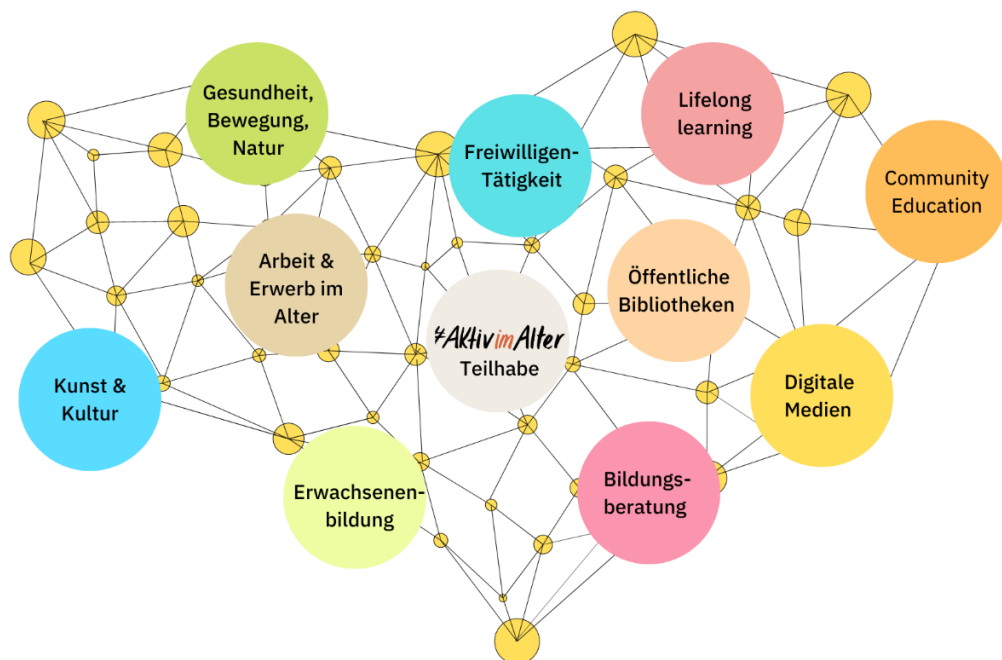 Gesundheit,
Bewegung,
Natur
Freiwilligen-
Tätigkeit
Lifelong
learning
Community
Education
Arbeit &
Erwerb im
Alter
Öffentliche
Bibliotheken
#AktivimAlter
Teilhabe
Kunst &
Kultur
Digitale
Medien
Erwachsenen-
bildung
Bildungs-
beratung